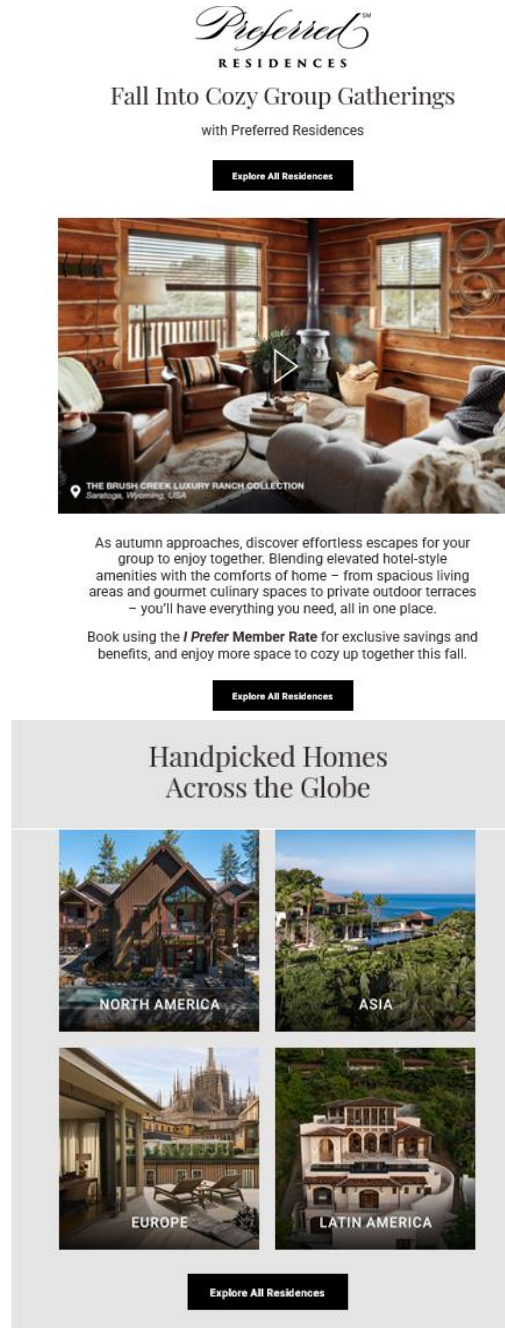 Preferred℠
RESIDENCES
Fall Into Cozy Group Gatherings
with Preferred Residences
Explore All Residences
THE BRUSH CREEK LUXURY RANCH COLLECTION
Saratoga, Wyoming, USA
As autumn approaches, discover effortless escapes for your
group to enjoy together. Blending elevated hotel-style
amenities with the comforts of home – from spacious living
areas and gourmet culinary spaces to private outdoor terraces
– you'll have everything you need, all in one place.
Book using the I Prefer Member Rate for exclusive savings and
benefits, and enjoy more space to cozy up together this fall.
Explore All Residences
Handpicked Homes
Across the Globe
NORTH AMERICA
ASIA
EUROPE
LATIN AMERICA
Explore All Residences